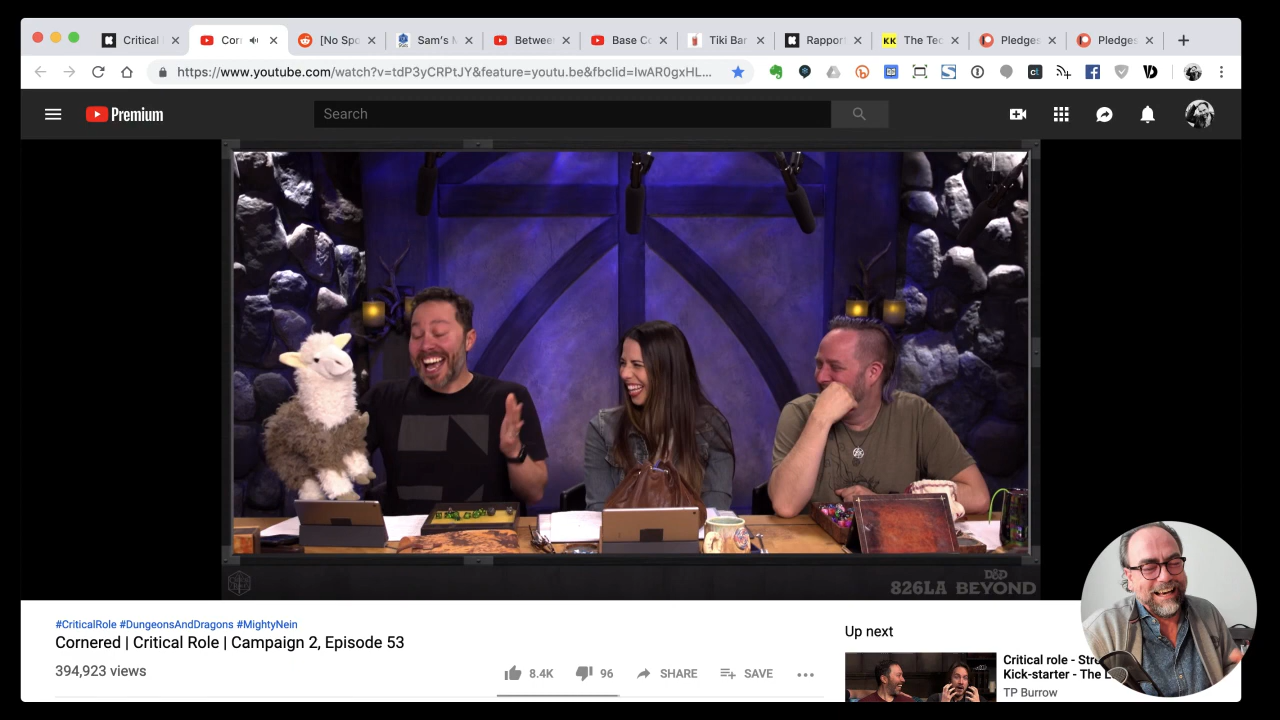 Critical
Cor
[No Spo
Sam's M
Betwee
Base Co
Tiki Bar
Rappor
KK
The Tec
Pledges
Pledges
https://www.youtube.com/watch?v=tdP3yCRPtJY&feature=youtu.be&fbclid=IwAR0gxHL...
Premium
Search
826LA
D&D
BEYOND
#CriticalRole #DungeonsAndDragons #MightyNein
Cornered | Critical Role | Campaign 2, Episode 53
394,923 views
8.4K
96
SHARE
SAVE
Up next
Critical role - Stre
Kick-starter - The L
TP Burrow